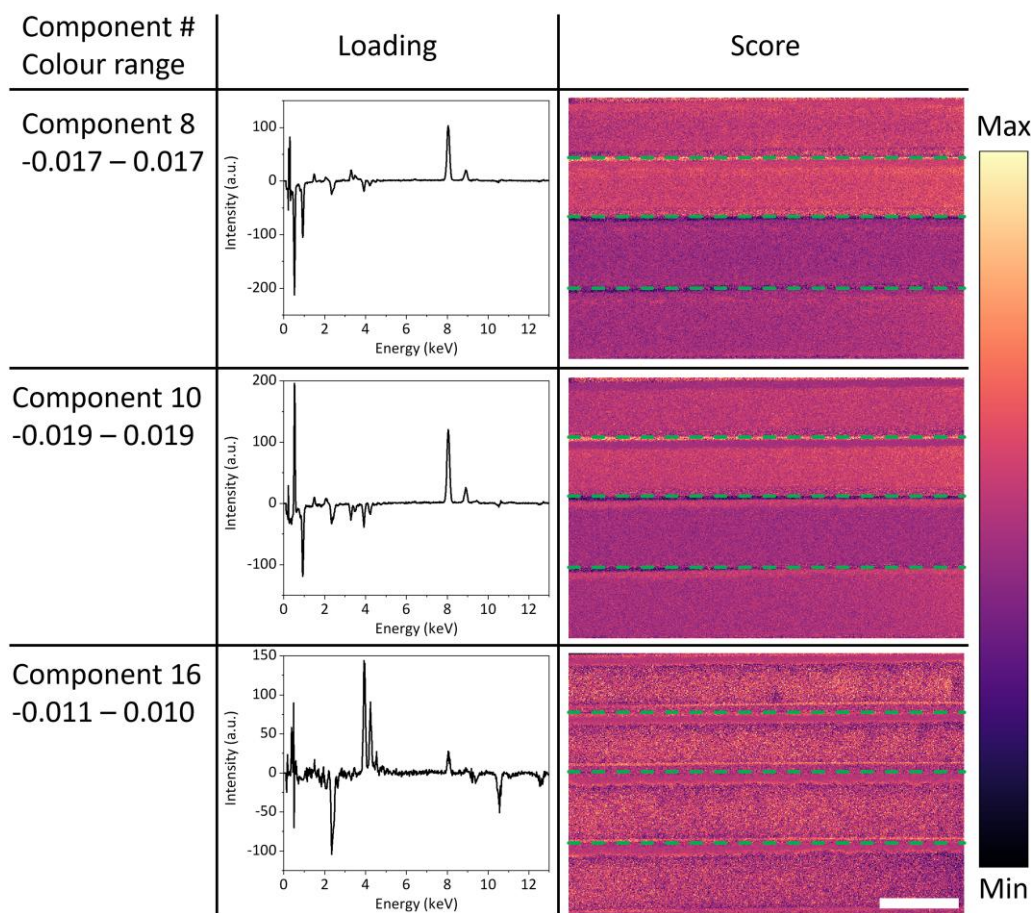 Component #
Colour range
Loading
Score
Component 8
-0.017 – 0.017
100
0
-100
-200
Intensity (a.u.)
0 2 4 6 8 10 12
Energy (keV)
Max
Component 10
-0.019 – 0.019
200
100
0
-100
Intensity (a.u.)
0 2 4 6 8 10 12
Energy (keV)
Component 16
-0.011 – 0.010
150
100
50
0
-50
-100
Intensity (a.u.)
0 2 4 6 8 10 12
Energy (keV)
Min